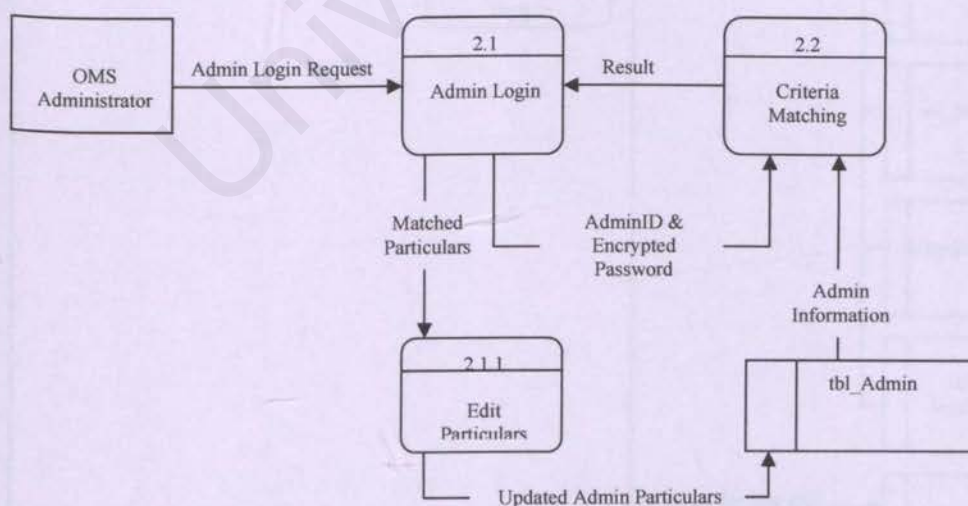 2.1
2.2
OMS
Administrator
Admin Login Request
Admin Login
Result
Criteria
Matching
Matched
Particulars
AdminID &
Encrypted
Password
Admin
Information
2.1.1
Edit
Particulars
tbl_Admin
Updated Admin Particulars